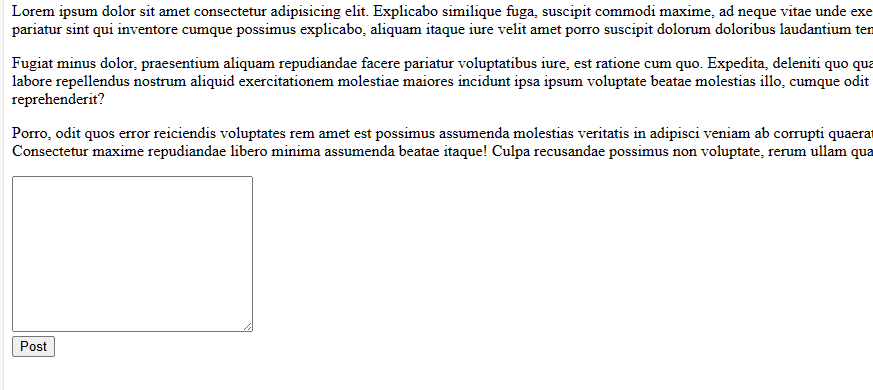 Lorem ipsum dolor sit amet consectetur adipisicing elit. Explicabo similique fuga, suscipit commodi maxime, ad neque vitae unde exe
pariatur sint qui inventore cumque possimus explicabo, aliquam itaque iure velit amet porro suscipit dolorum doloribus laudantium ten
Fugiat minus dolor, praesentium aliquam repudiandae facere pariatur voluptatibus iure, est ratione cum quo. Expedita, deleniti quo qua
labore repellendus nostrum aliquid exercitationem molestiae maiores incidunt ipsa ipsum voluptate beatae molestias illo, cumque odit
reprehenderit?
Porro, odit quos error reiciendis voluptates rem amet est possimus assumenda molestias veritatis in adipisci veniam ab corrupti quaerat
Consectetur maxime repudiandae libero minima assumenda beatae itaque! Culpa recusandae possimus non voluptate, rerum ullam qua
Post